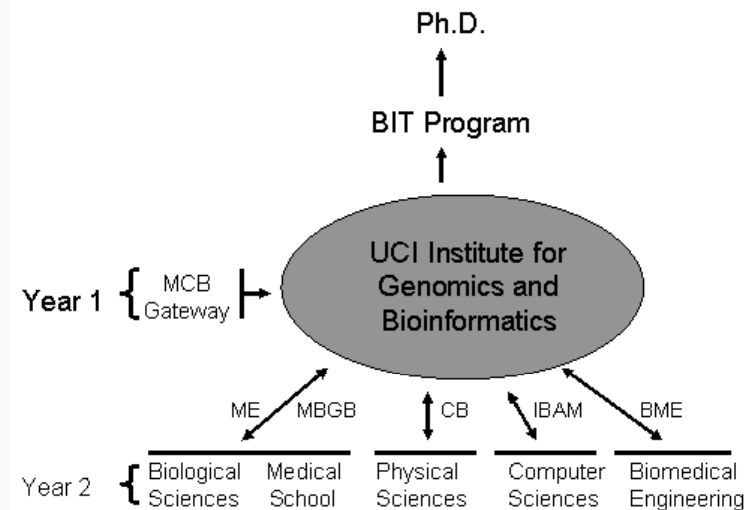 Ph.D.
BIT Program
UCI Institute for
Genomics and
Bioinformatics
Year 1 { MCB
Gateway
ME MBGB CB IBAM BME
Year 2 { Biological Medical Physical Computer Biomedical
Sciences School Sciences Sciences Engineering